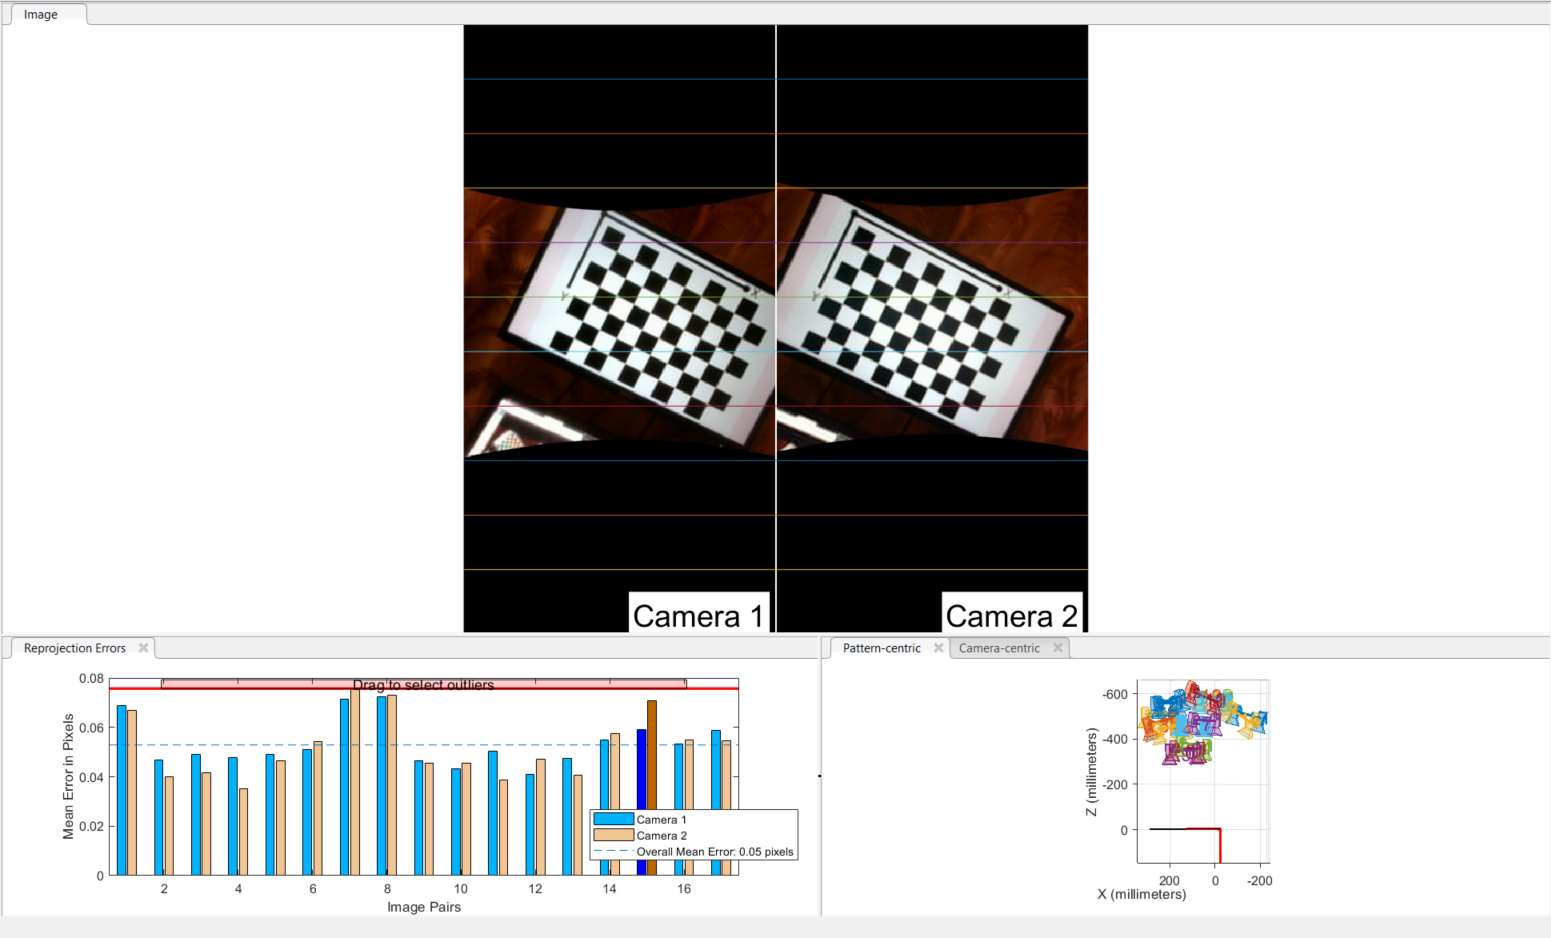 Image
Camera 1
Camera 2
Reprojection Errors
Drag to select outliers
0.08
0.06
0.04
0.02
0
Mean Error in Pixels
2 4 6 8 10 12 14 16
Image Pairs
Camera 1
Camera 2
Overall Mean Error: 0.05 pixels
Pattern-centric
Camera-centric
-600
-400
-200
0
Z (millimeters)
200 0 -200
X (millimeters)